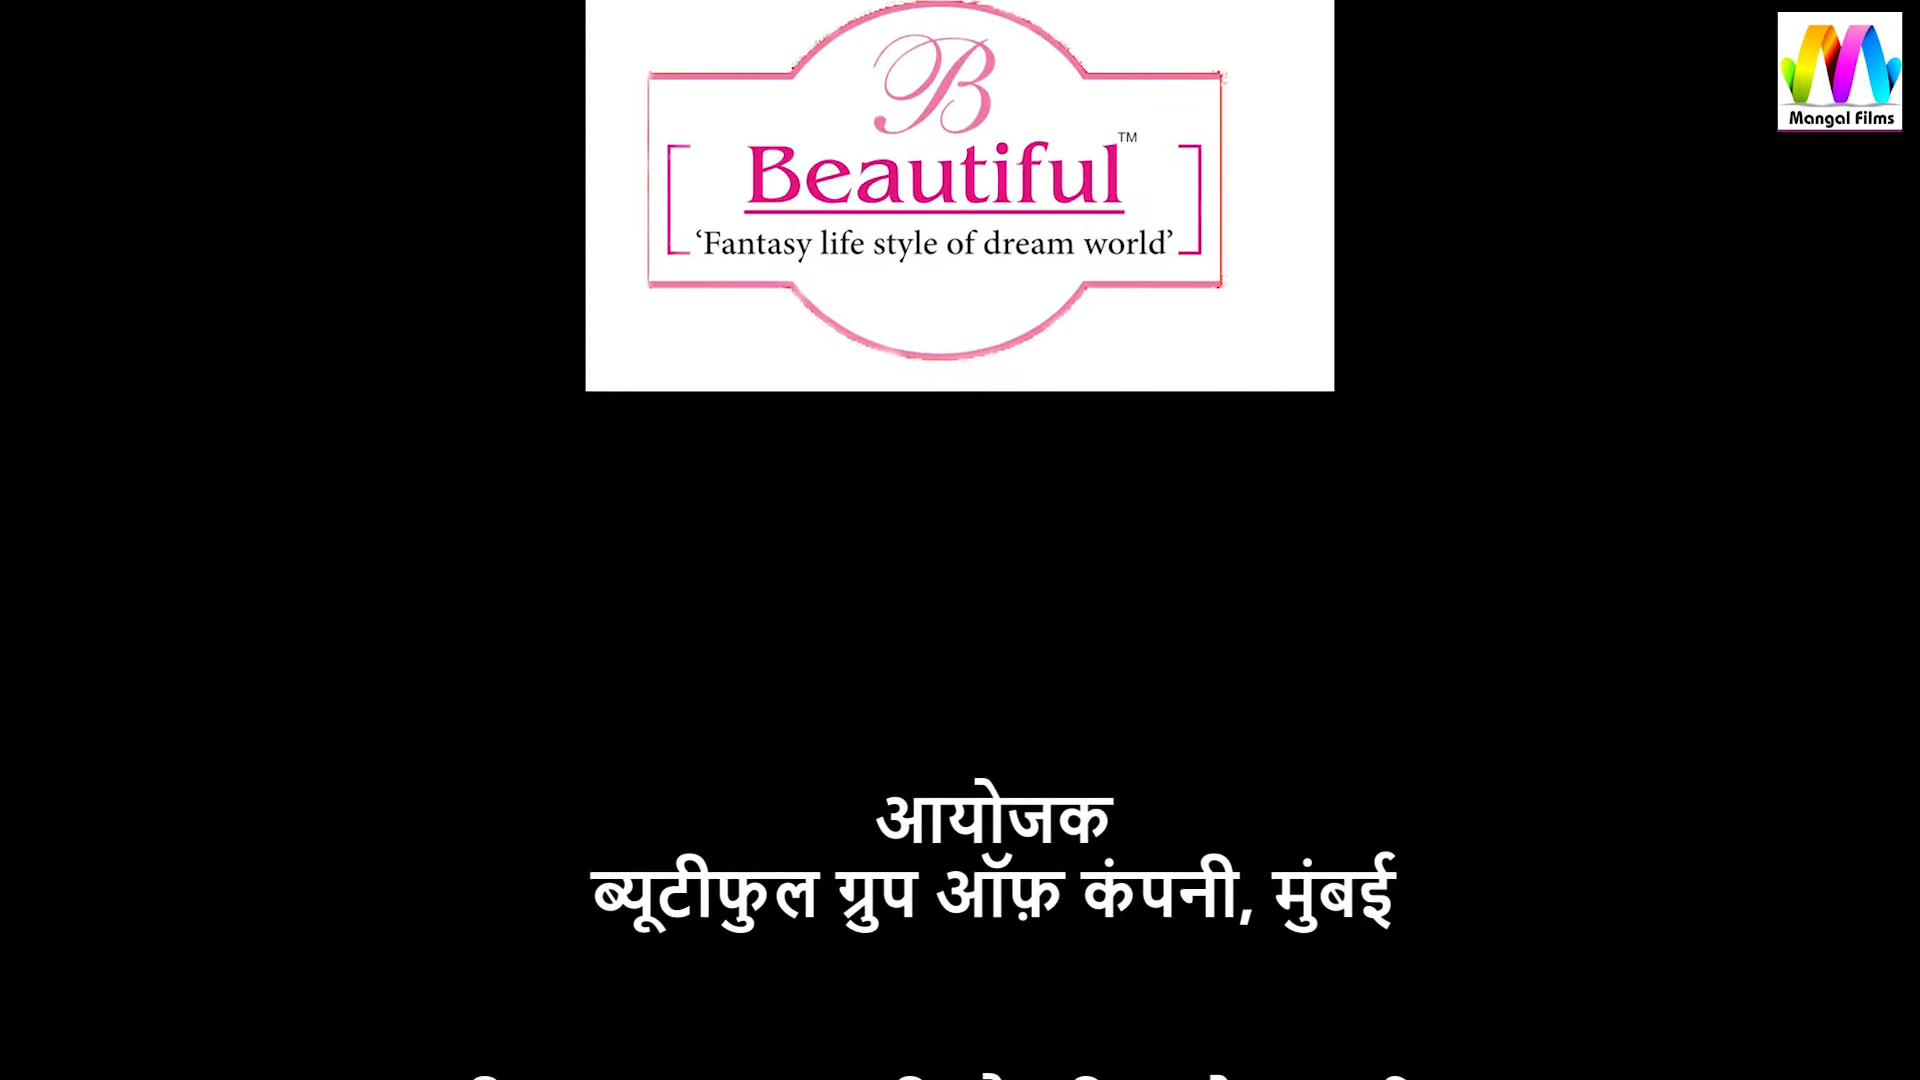 B
Beautiful™
‘Fantasy life style of dream world’
Mangal Films
आयोजक
ब्यूटीफुल ग्रुप ऑफ़ कंपनी, मुंबई